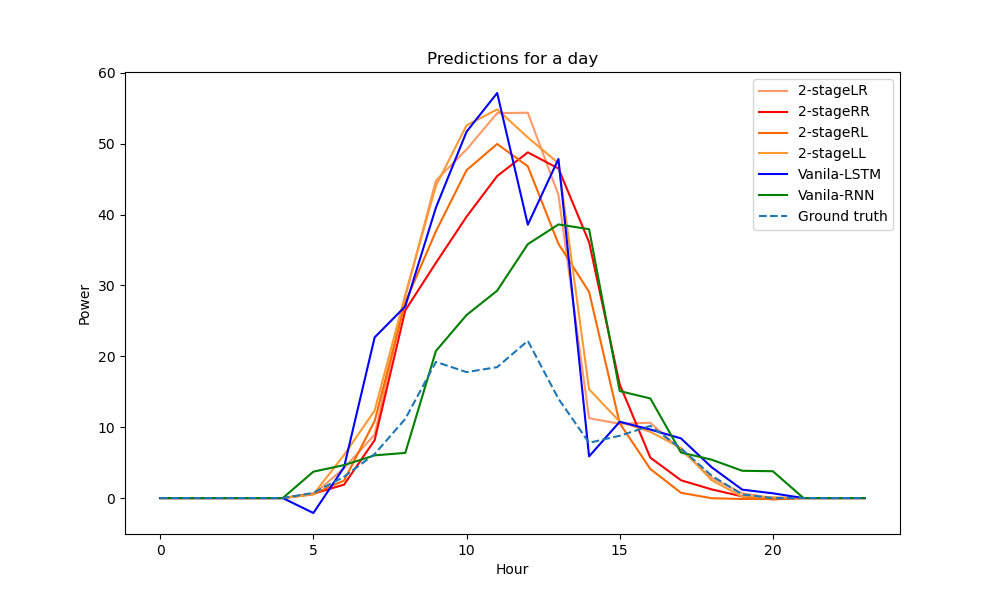 Predictions for a day
60
50
40
30
20
10
0
Power
0 5 10 15 20
Hour
2-stageLR
2-stageRR
2-stageRL
2-stageLL
Vanila-LSTM
Vanila-RNN
Ground truth